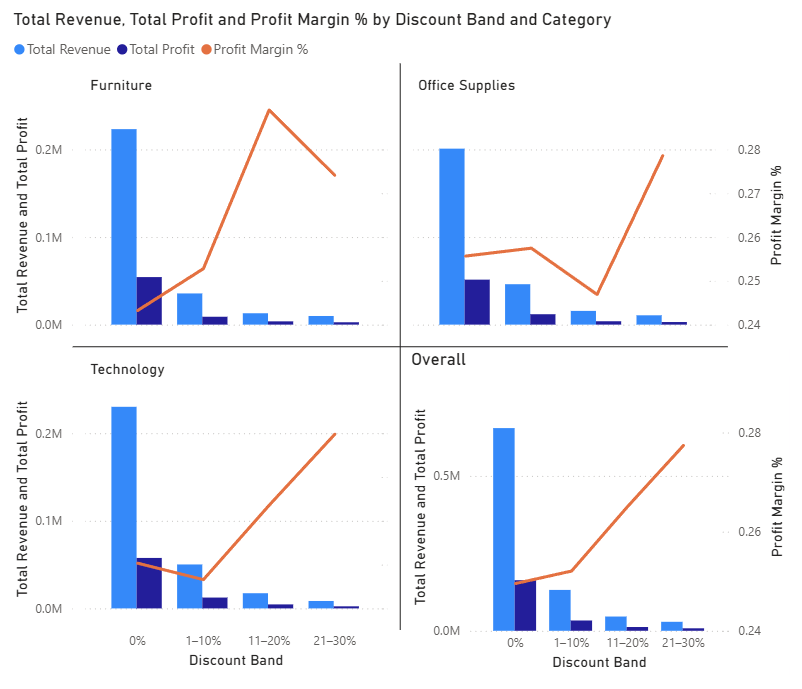 Total Revenue, Total Profit and Profit Margin % by Discount Band and Category
Total Revenue Total Profit Profit Margin %
Furniture
Office Supplies
Total Revenue and Total Profit
0.2M
0.1M
0.0M
0.28
0.27
0.26
0.25
0.24
Profit Margin %
Technology
Overall
Total Revenue and Total Profit
0.2M
0.1M
0.0M
0% 1–10% 11–20% 21–30%
Discount Band
Total Revenue and Total Profit
0.5M
0.0M
0.28
0.26
0.24
Profit Margin %
0% 1–10% 11–20% 21–30%
Discount Band